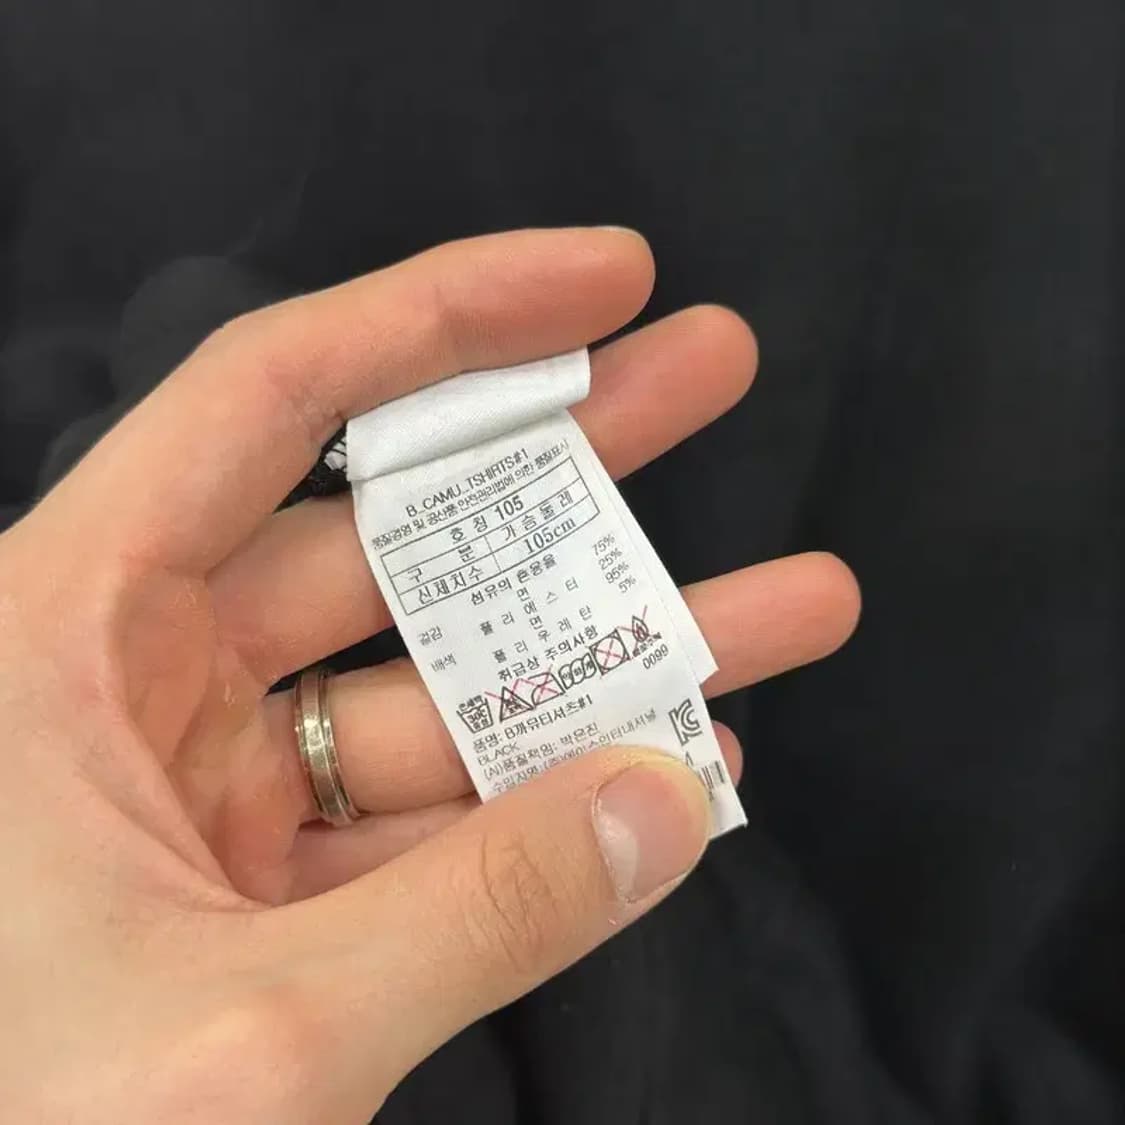 B_CAMU_TSHIRTS#1
품질경영 및 공산품 안전관리법에 의한 품질표시
호 칭 105
구 분 가 슴 둘 레
신체치수 105cm
섬유의 혼용율
면 75%
겉감 폴 리 에 스 터 25%
면 95%
배색 폴 리 우 레 탄 5%
취급상 주의사항
30℃
0099
품명: B까뮤티셔츠#1
BLACK
(A)품질책임: 박은진